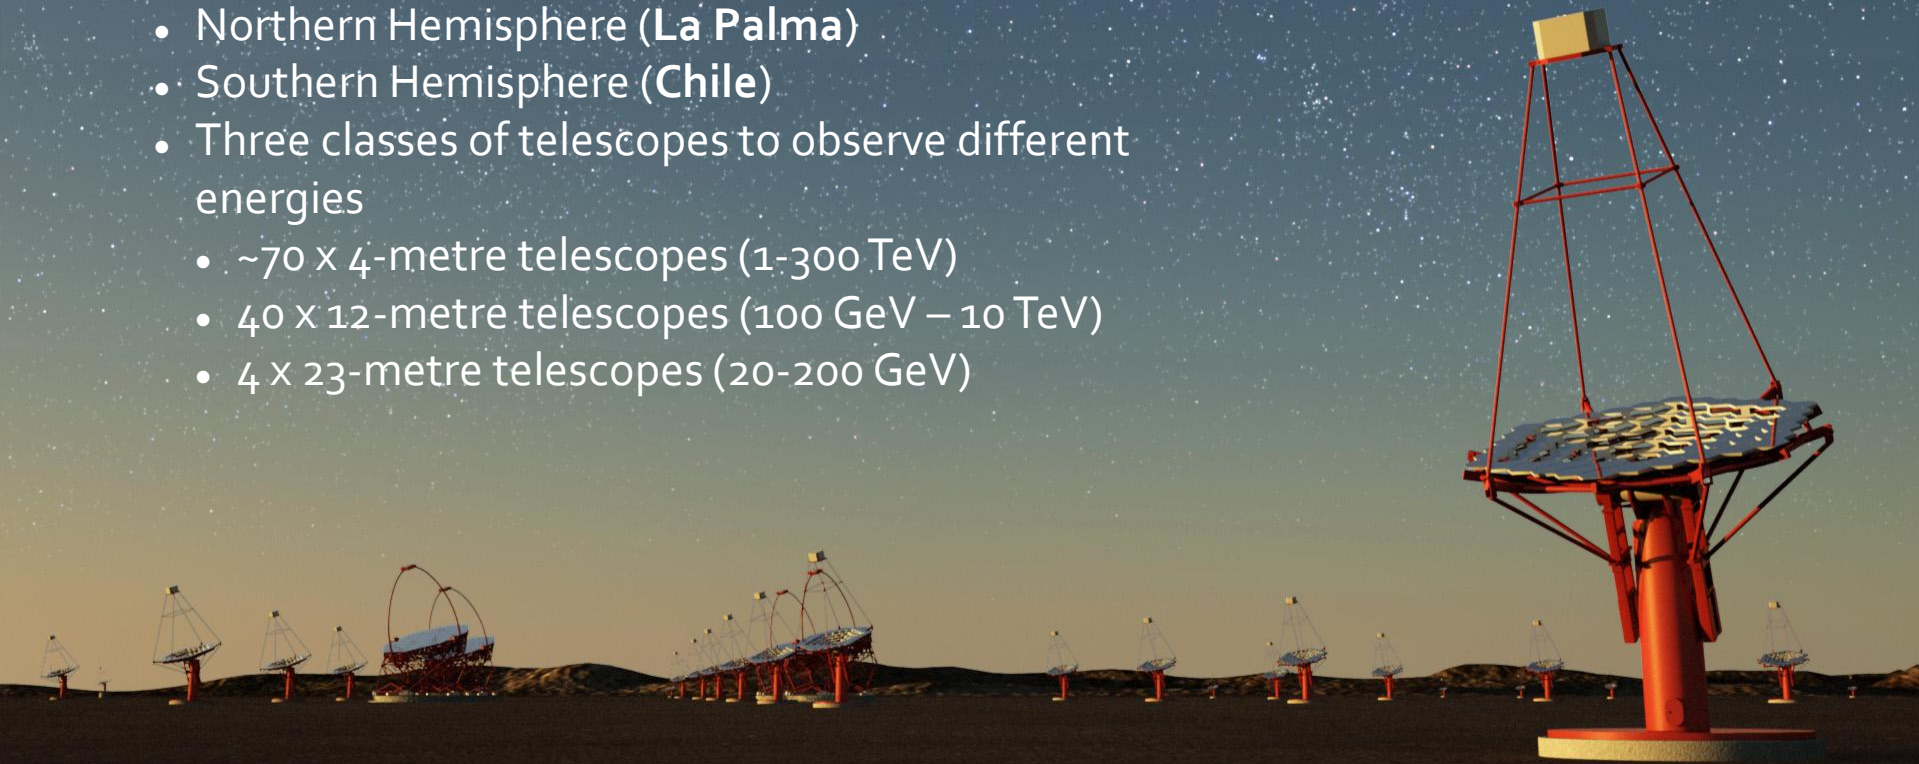 • Northern Hemisphere (La Palma)
• Southern Hemisphere (Chile)
• Three classes of telescopes to observe different
energies
• ~70 x 4-metre telescopes (1-300 TeV)
• 40 x 12-metre telescopes (100 GeV – 10 TeV)
• 4 x 23-metre telescopes (20-200 GeV)